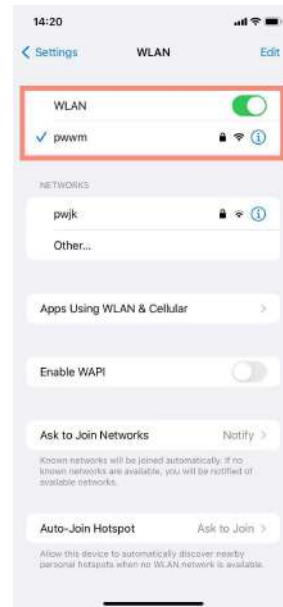 14:20
Settings WLAN Edit
WLAN
pwwm
NETWORKS
pwjk
Other...
Apps Using WLAN & Cellular
Enable WAPI
Ask to Join Networks Notify
Known networks will be joined automatically. If no
known networks are available, you will be notified of
available networks.
Auto-Join Hotspot Ask to Join
Allow this device to automatically discover nearby
personal hotspots when no WLAN network is available.